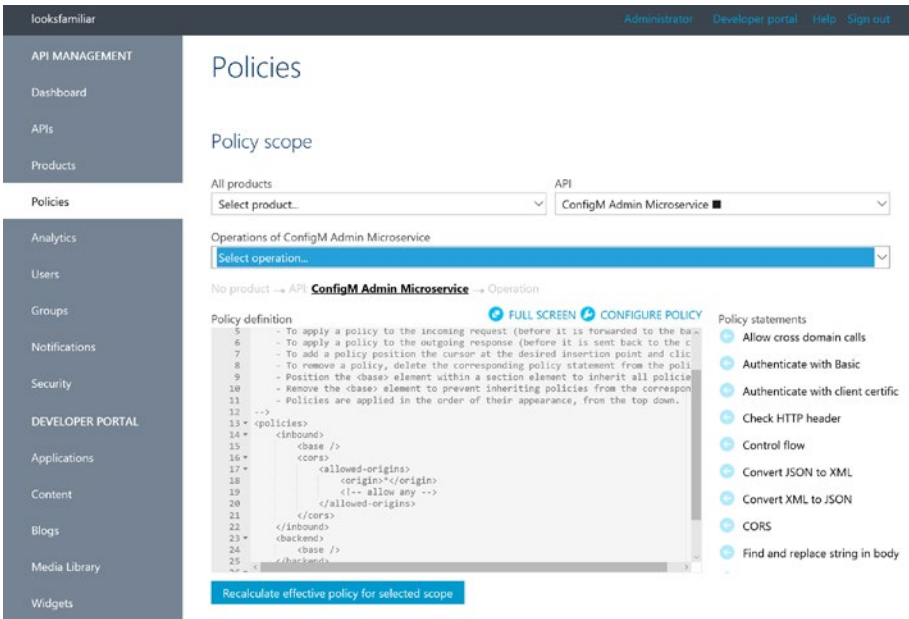 looksfamiliar
Administrator Developer portal Help Sign out
API MANAGEMENT
Dashboard
APIs
Products
Policies
Analytics
Users
Groups
Notifications
Security
DEVELOPER PORTAL
Applications
Content
Blogs
Media Library
Widgets
Policies
Policy scope
All products
Select product...
API
ConfigM Admin Microservice ■
Operations of ConfigM Admin Microservice
Select operation...
No product → API: ConfigM Admin Microservice → Operation
Policy definition
FULL SCREEN CONFIGURE POLICY
5 - To apply a policy to the incoming request (before it is forwarded to the ba
6 - To apply a policy to the outgoing response (before it is sent back to the c
7 - To add a policy position the cursor at the desired insertion point and clic
8 - To remove a policy, delete the corresponding policy statement from the poli
9 - Position the <base> element within a section element to inherit all policie
10 - Remove the <base> element to prevent inheriting policies from the correspon
11 - Policies are applied in the order of their appearance, from the top down.
12 -->
13 <policies>
14 <inbound>
15 <base />
16 <cors>
17 <allowed-origins>
18 <origin>*</origin>
19 <!-- allow any -->
20 </allowed-origins>
21 </cors>
22 </inbound>
23 <backend>
24 <base />
25 </backend>
Recalculate effective policy for selected scope
Policy statements
Allow cross domain calls
Authenticate with Basic
Authenticate with client certific
Check HTTP header
Control flow
Convert JSON to XML
Convert XML to JSON
CORS
Find and replace string in body